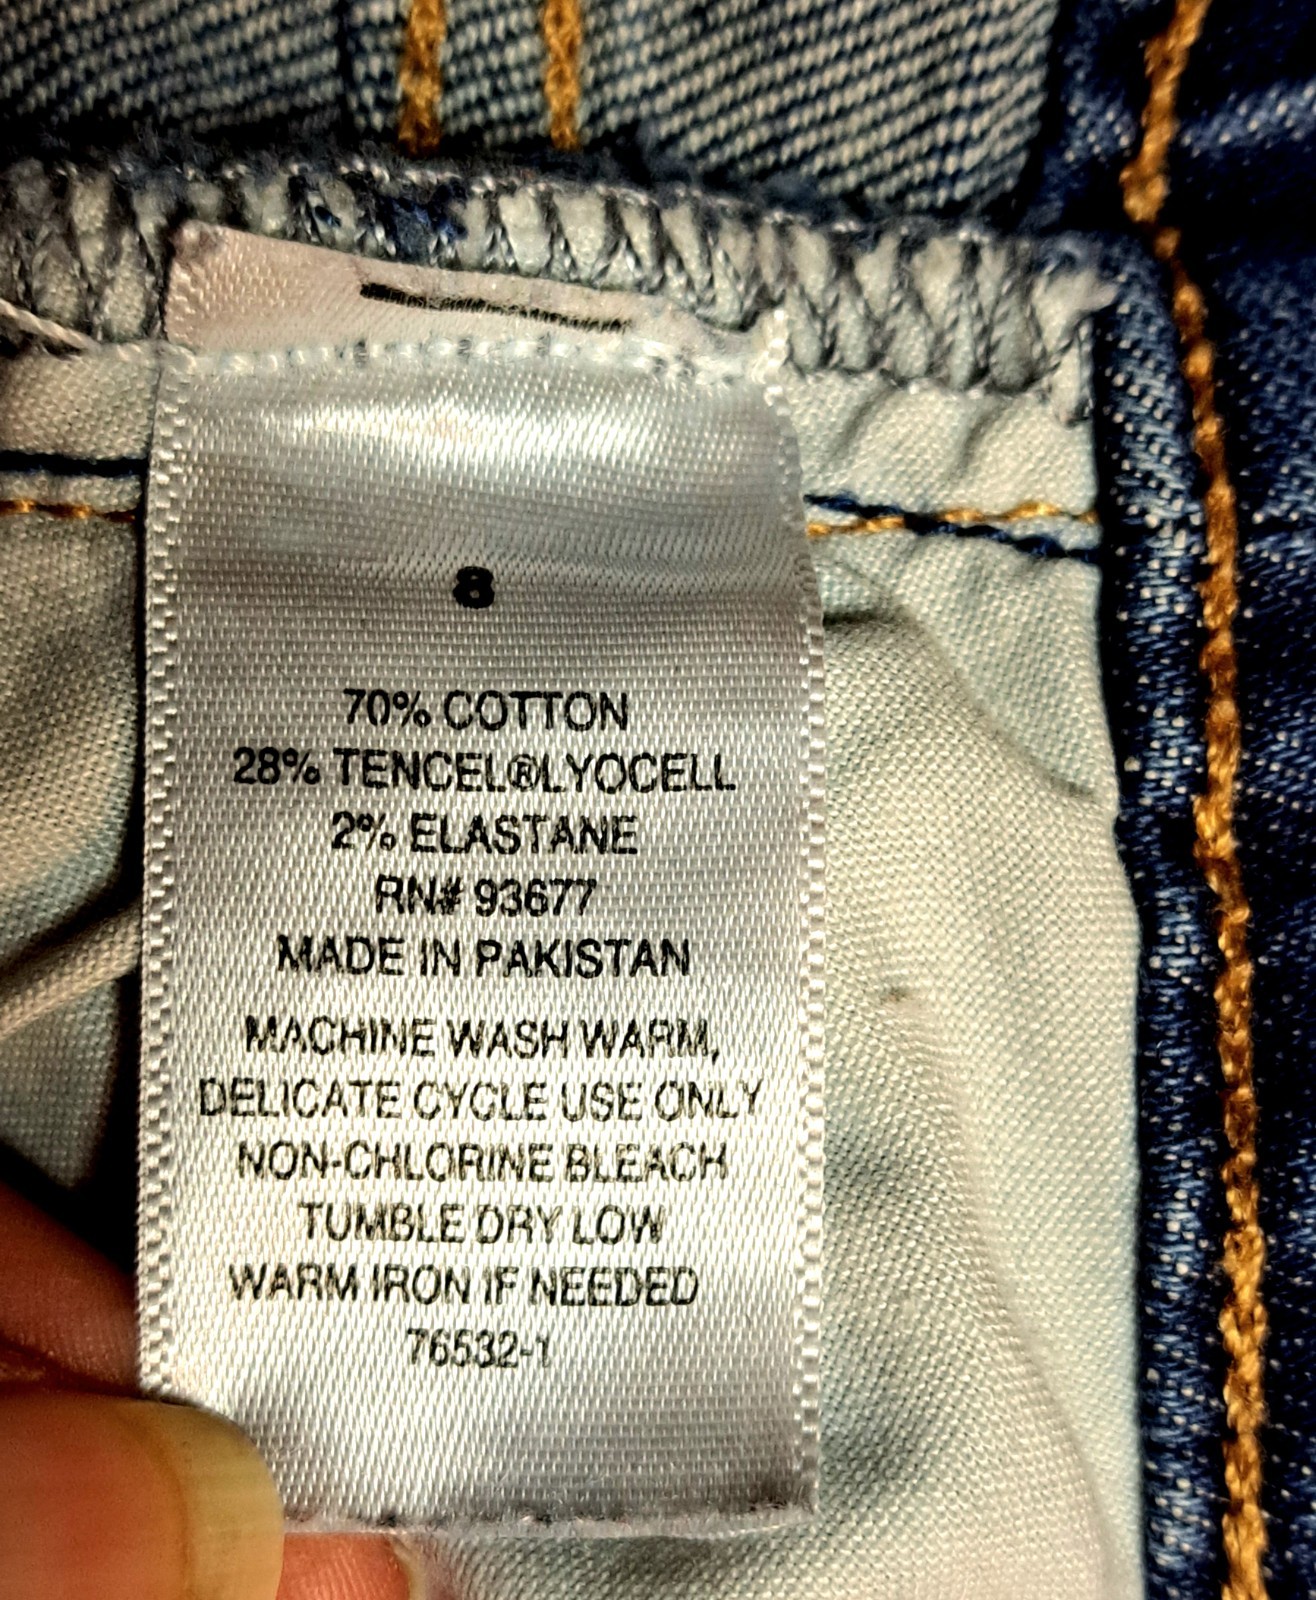 8
70% COTTON
28% TENCEL®LYOCELL
2% ELASTANE
RN# 93677
MADE IN PAKISTAN
MACHINE WASH WARM,
DELICATE CYCLE USE ONLY
NON-CHLORINE BLEACH
TUMBLE DRY LOW
WARM IRON IF NEEDED
76532-1